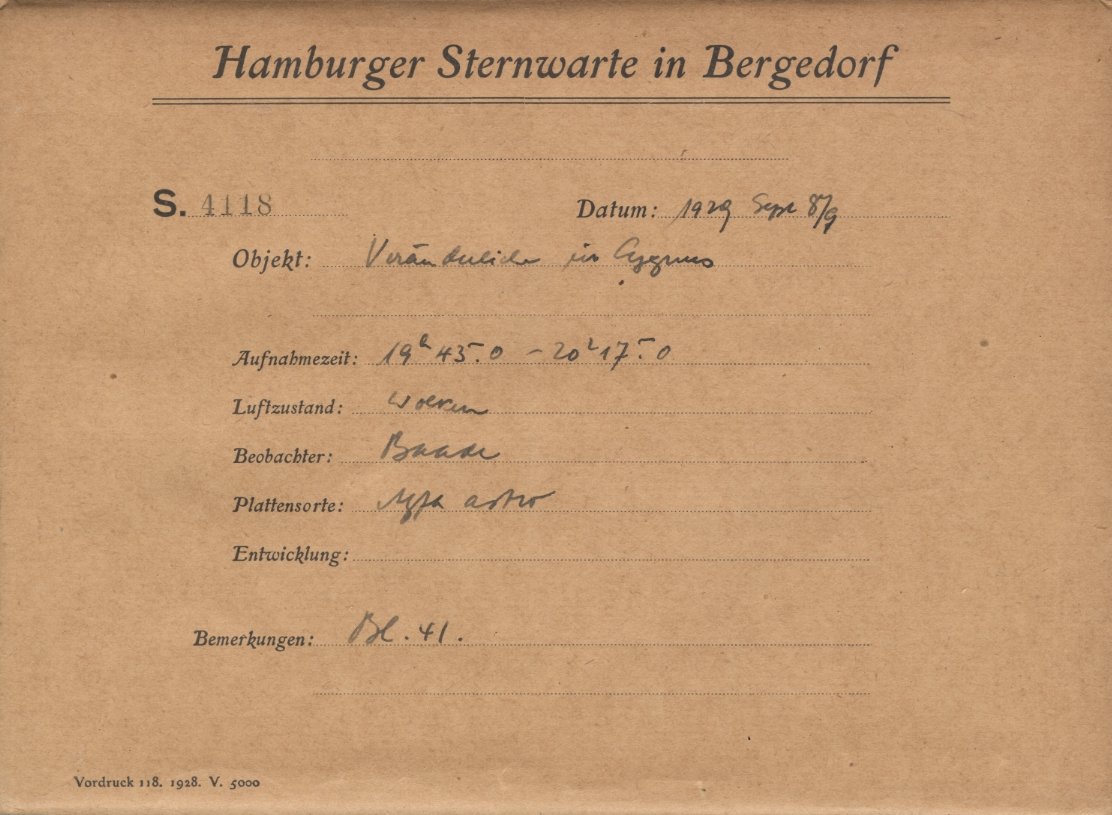 Hamburger Sternwarte in Bergedorf
S. 4118 Datum: 1929 Sept 8/9
Objekt: Veränderliche in Cygnus
Aufnahmezeit: 19h 45.0 - 20h 17.0
Luftzustand: Wolken
Beobachter: Baade
Plattensorte: Agfa astro
Entwicklung:
Bemerkungen: Bl. 41.
Vordruck 118. 1928. V. 5000